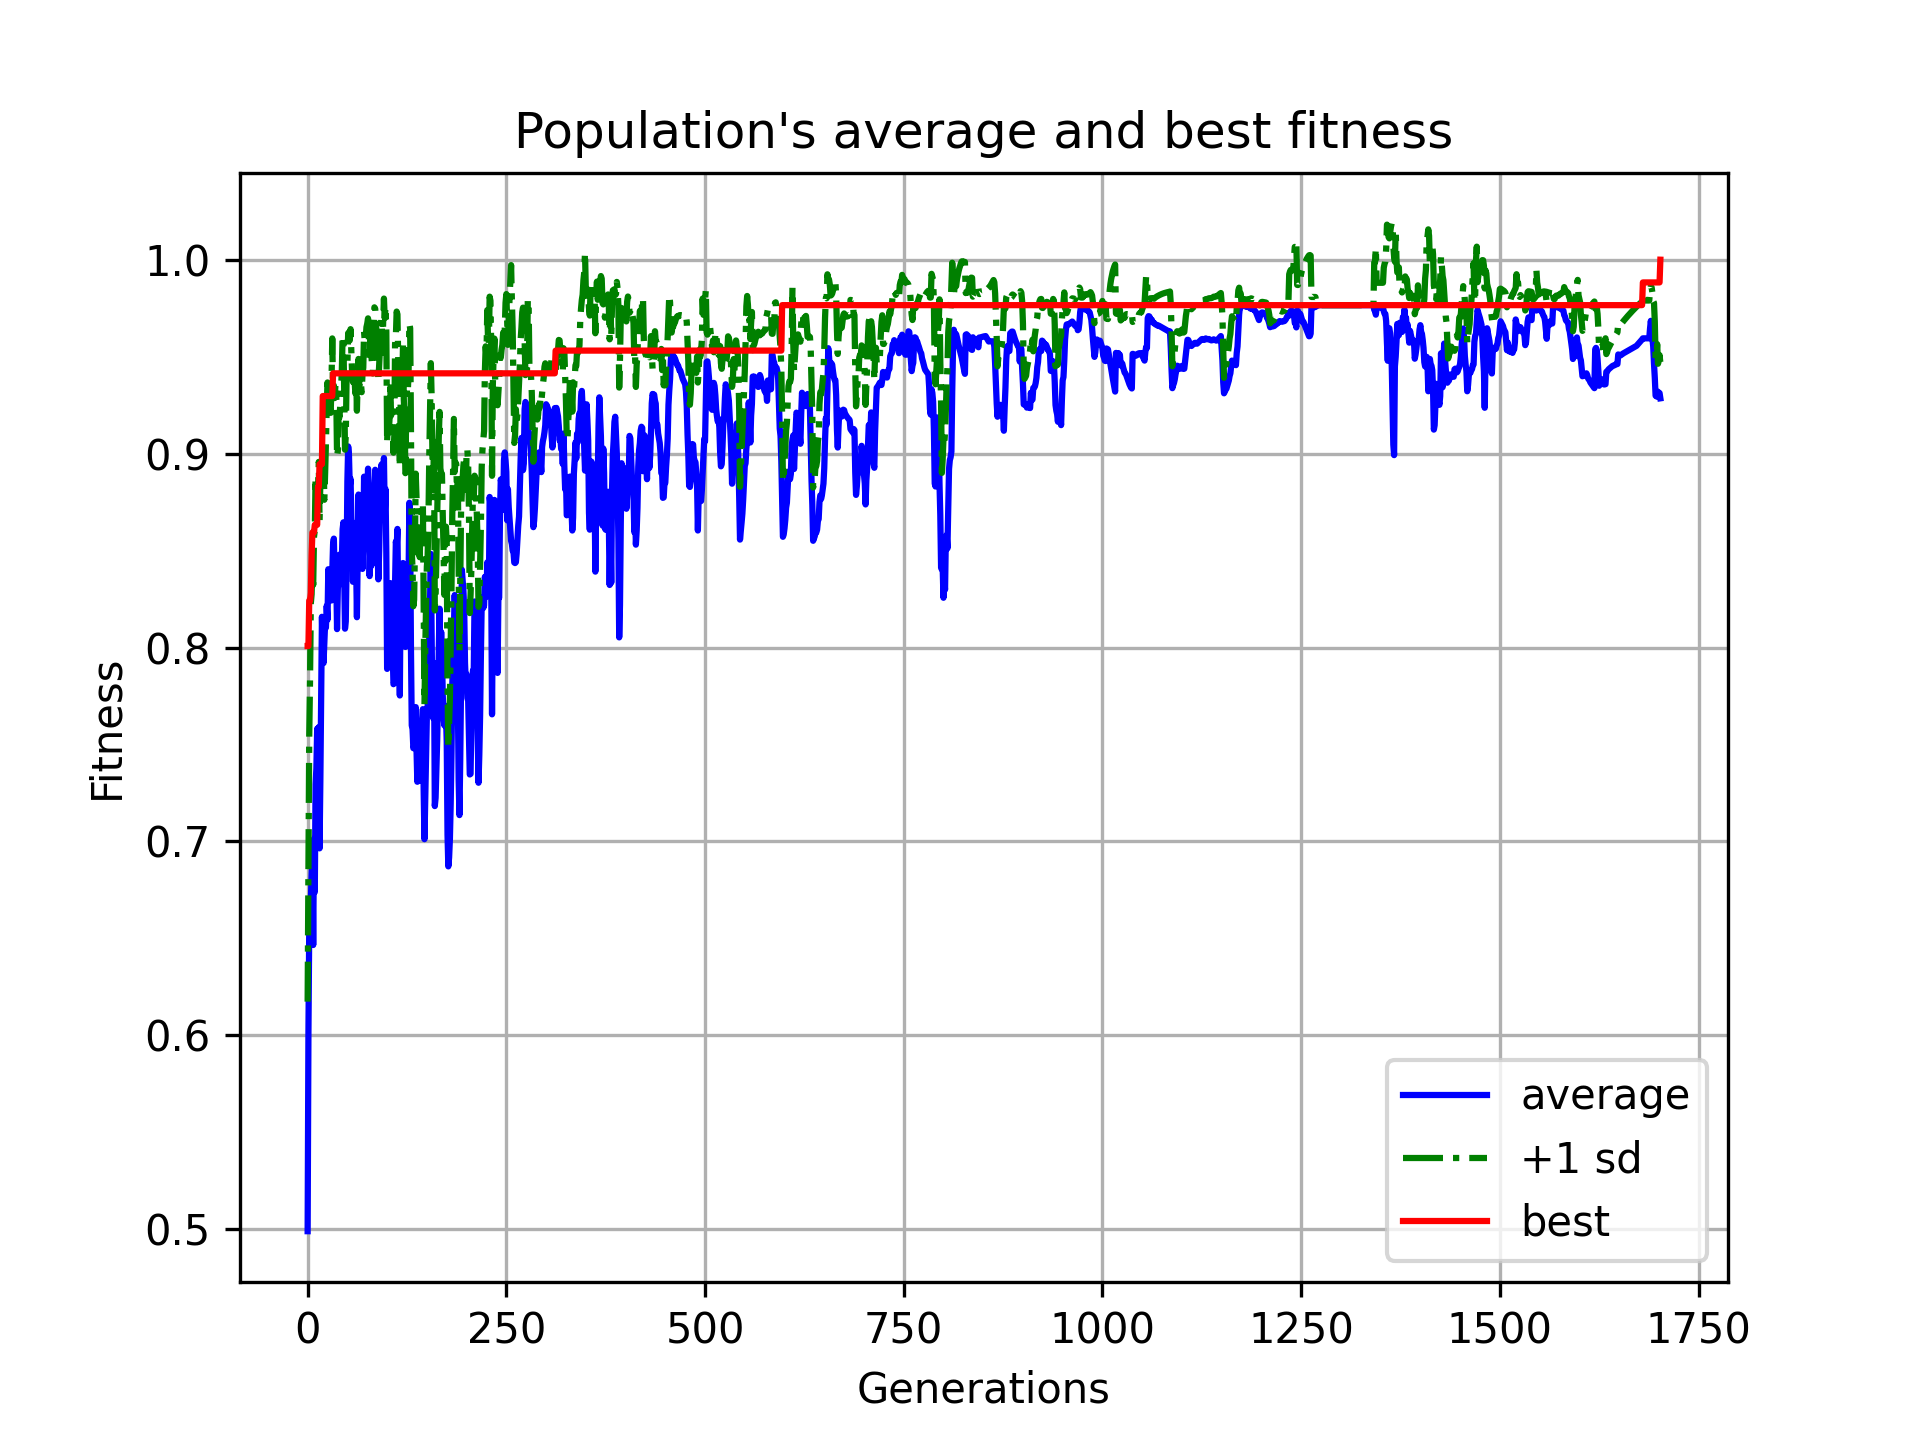 Population's average and best fitness
1.0
0.9
0.8
0.7
0.6
0.5
Fitness
average
+1 sd
best
0 250 500 750 1000 1250 1500 1750
Generations